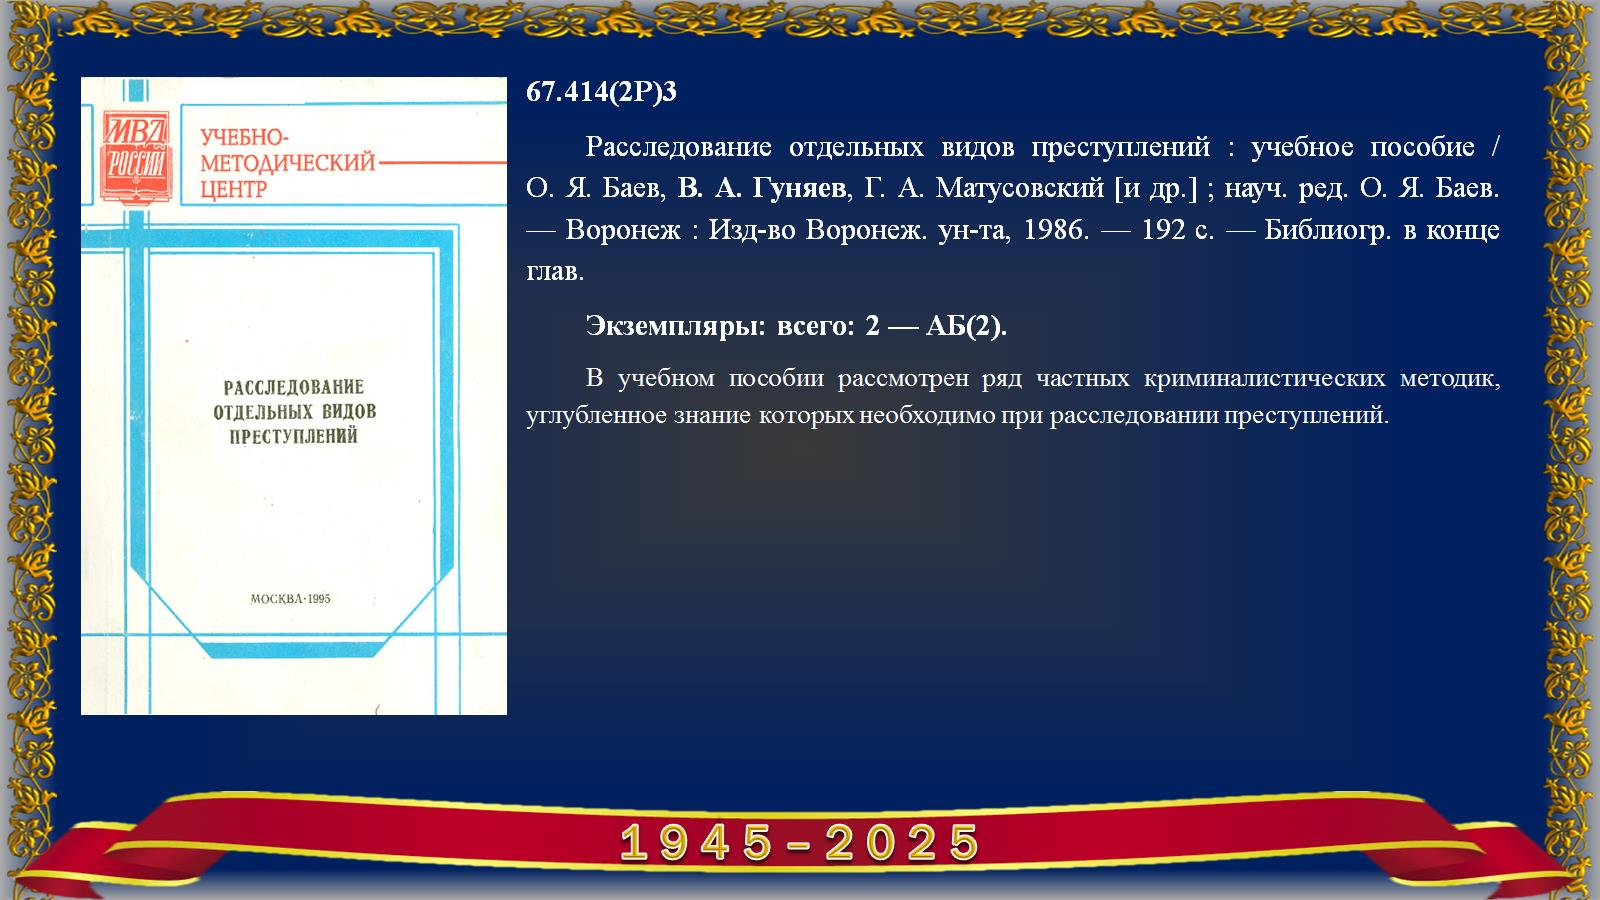 МВД
РОССИИ
УЧЕБНО-
МЕТОДИЧЕСКИЙ
ЦЕНТР
РАССЛЕДОВАНИЕ
ОТДЕЛЬНЫХ ВИДОВ
ПРЕСТУПЛЕНИЙ
МОСКВА·1995
67.414(2Р)3
Расследование отдельных видов преступлений : учебное пособие /
О. Я. Баев, В. А. Гуняев, Г. А. Матусовский [и др.] ; науч. ред. О. Я. Баев.
— Воронеж : Изд-во Воронеж. ун-та, 1986. — 192 с. — Библиогр. в конце
глав.
Экземпляры: всего: 2 — АБ(2).
В учебном пособии рассмотрен ряд частных криминалистических методик,
углубленное знание которых необходимо при расследовании преступлений.
1945–2025